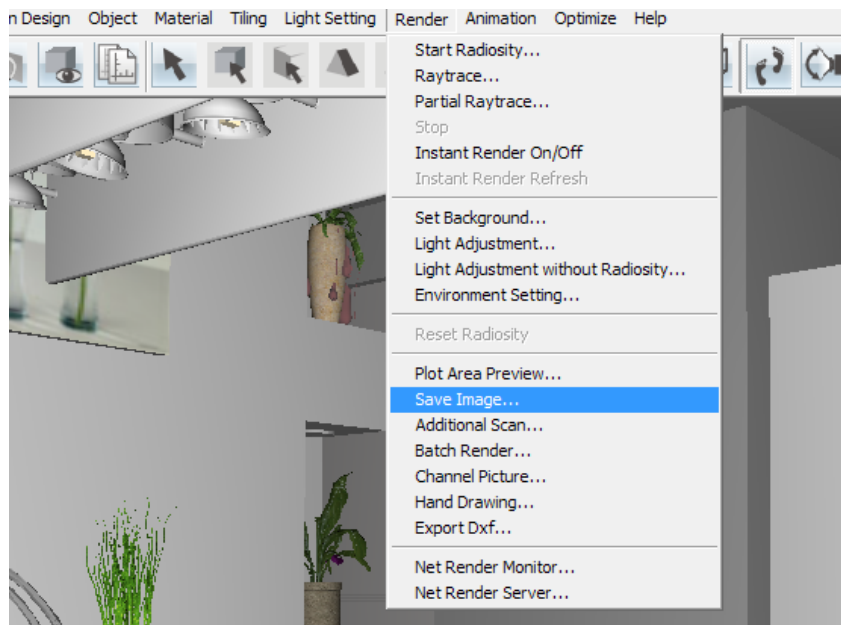 n Design Object Material Tiling Light Setting Render Animation Optimize Help
Start Radiosity...
Raytrace...
Partial Raytrace...
Stop
Instant Render On/Off
Instant Render Refresh
Set Background...
Light Adjustment...
Light Adjustment without Radiosity...
Environment Setting...
Reset Radiosity
Plot Area Preview...
Save Image...
Additional Scan...
Batch Render...
Channel Picture...
Hand Drawing...
Export Dxf...
Net Render Monitor...
Net Render Server...